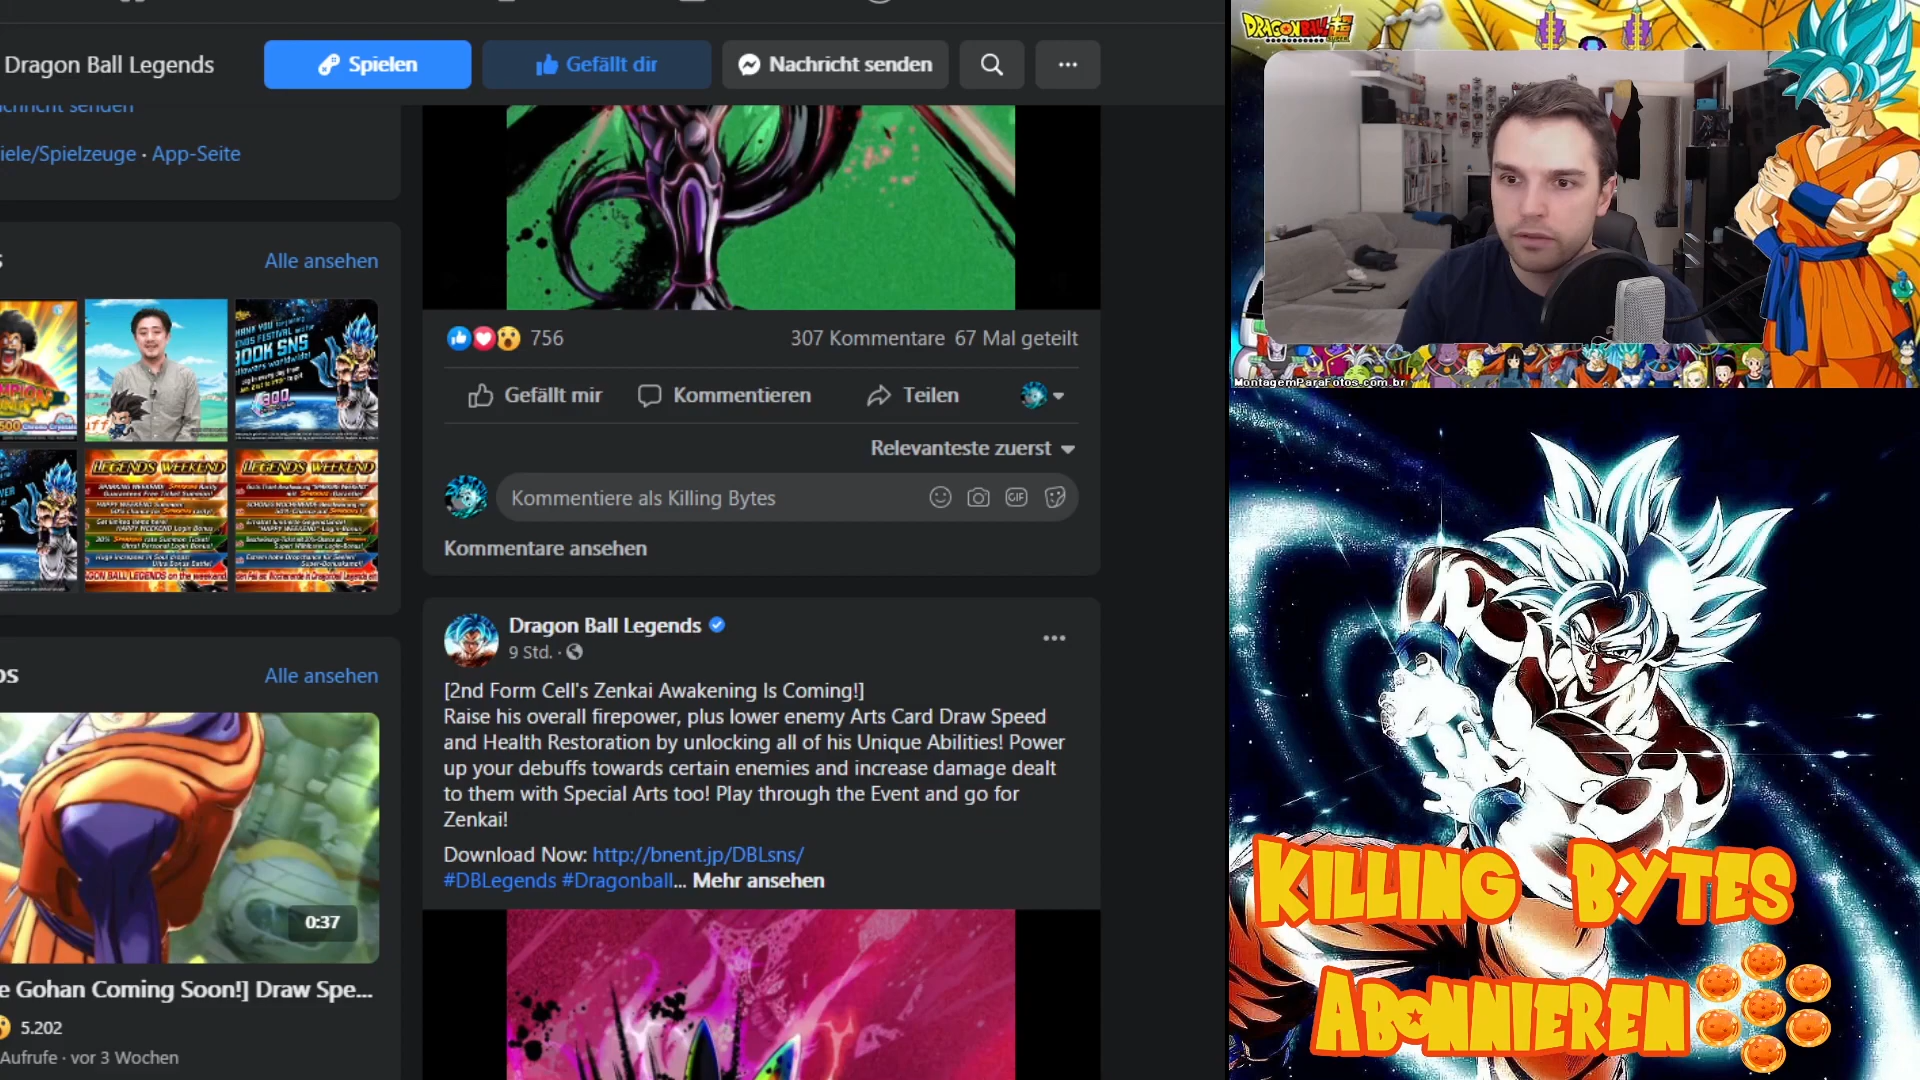 Dragon Ball Legends
Spielen
Gefällt dir
Nachricht senden
iele/Spielzeuge · App-Seite
Alle ansehen
500
LEGENDS WEEKEND
LEGENDS WEEKEND
Alle ansehen
0:37
e Gohan Coming Soon!] Draw Spe...
5.202
Aufrufe · vor 3 Wochen
756
307 Kommentare 67 Mal geteilt
Gefällt mir
Kommentieren
Teilen
Relevanteste zuerst
Kommentiere als Killing Bytes
GIF
Kommentare ansehen
Dragon Ball Legends
9 Std. ·
[2nd Form Cell's Zenkai Awakening Is Coming!]
Raise his overall firepower, plus lower enemy Arts Card Draw Speed
and Health Restoration by unlocking all of his Unique Abilities! Power
up your debuffs towards certain enemies and increase damage dealt
to them with Special Arts too! Play through the Event and go for
Zenkai!
Download Now: http://bnent.jp/DBLsns/
#DBLegends #Dragonball... Mehr ansehen
DRAGONBALL
MontagemParaFotos.com.br
KILLING BYTES
ABONNIEREN